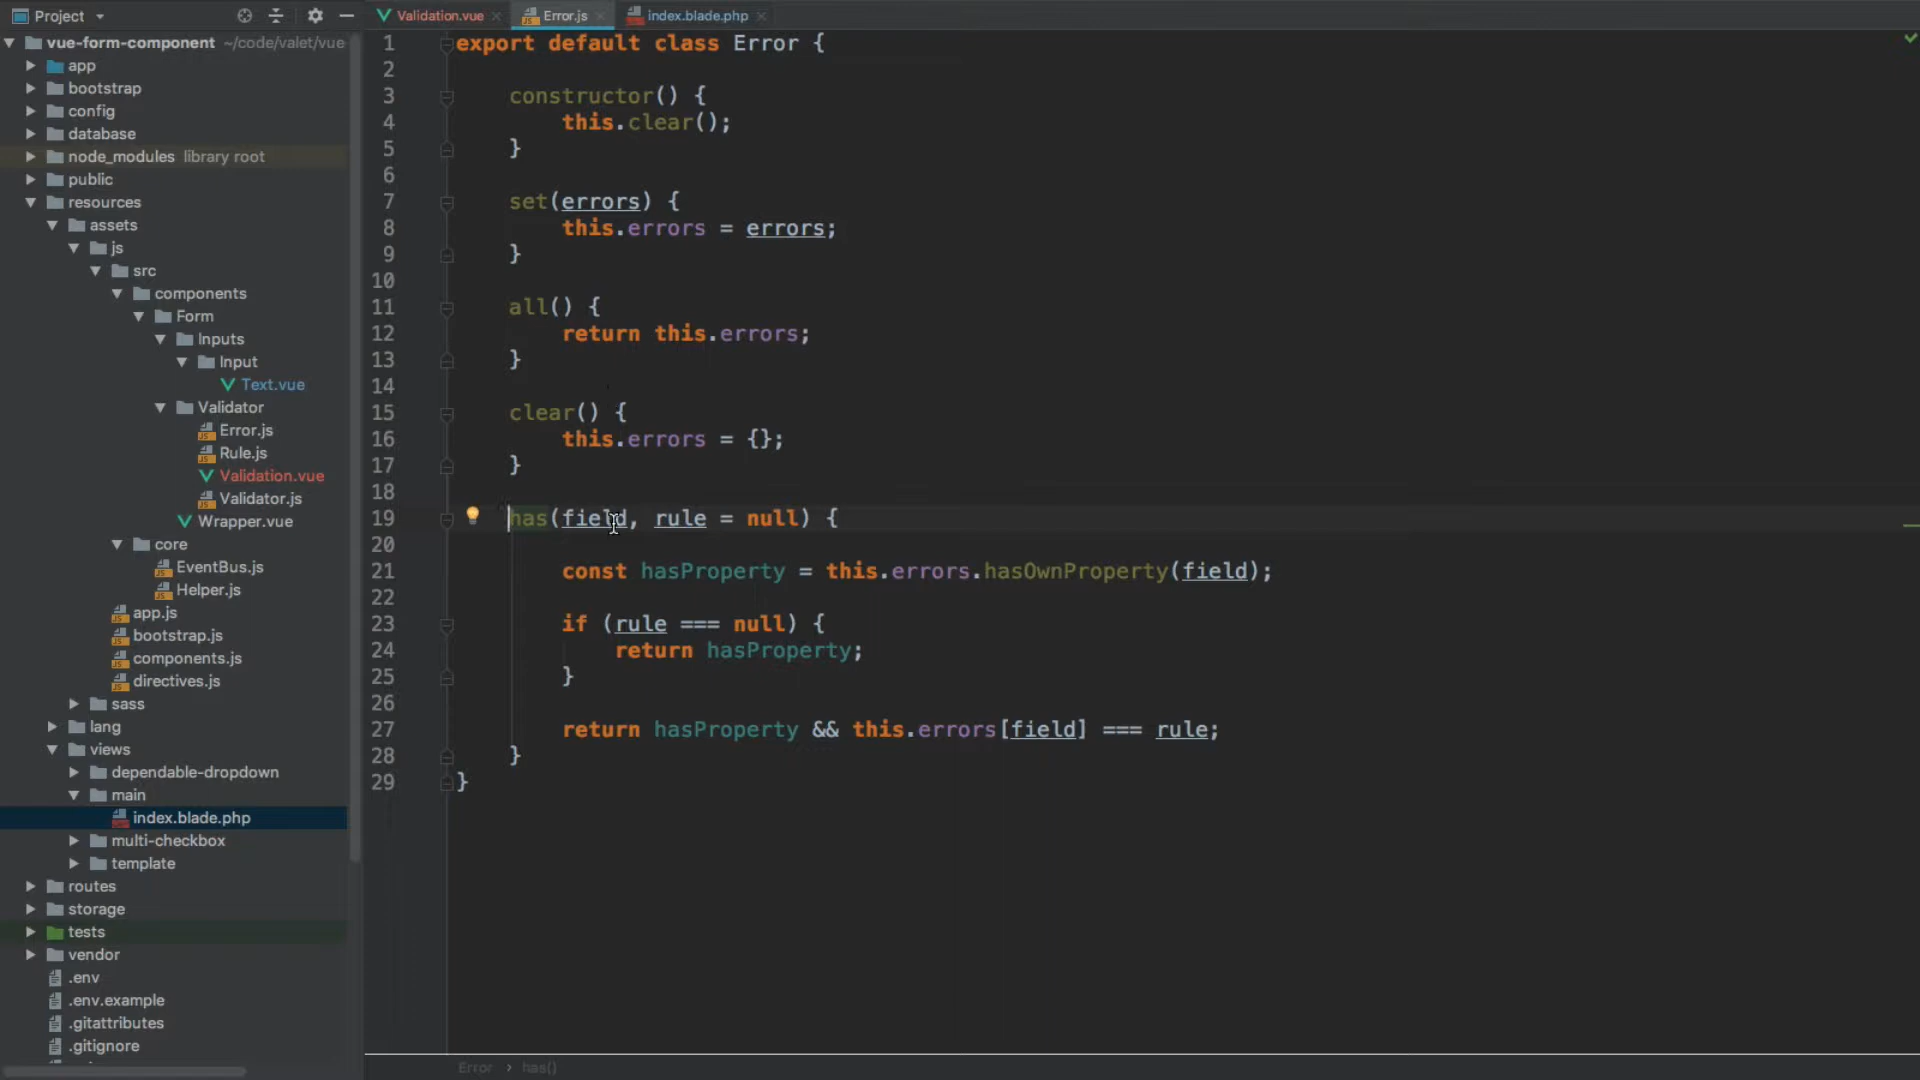 Project
Validation.vue
Error.js
index.blade.php
vue-form-component ~/code/valet/vue
app
bootstrap
config
database
node_modules library root
public
resources
assets
js
src
components
Form
Inputs
Input
Text.vue
Validator
Error.js
Rule.js
Validation.vue
Validator.js
Wrapper.vue
core
EventBus.js
Helper.js
app.js
bootstrap.js
components.js
directives.js
sass
lang
views
dependable-dropdown
main
index.blade.php
multi-checkbox
template
routes
storage
tests
vendor
.env
.env.example
.gitattributes
.gitignore
1 export default class Error {
2
3 constructor() {
4 this.clear();
5 }
6
7 set(errors) {
8 this.errors = errors;
9 }
10
11 all() {
12 return this.errors;
13 }
14
15 clear() {
16 this.errors = {};
17 }
18
19 has(field, rule = null) {
20
21 const hasProperty = this.errors.hasOwnProperty(field);
22
23 if (rule === null) {
24 return hasProperty;
25 }
26
27 return hasProperty && this.errors[field] === rule;
28 }
29 }
Error › has()